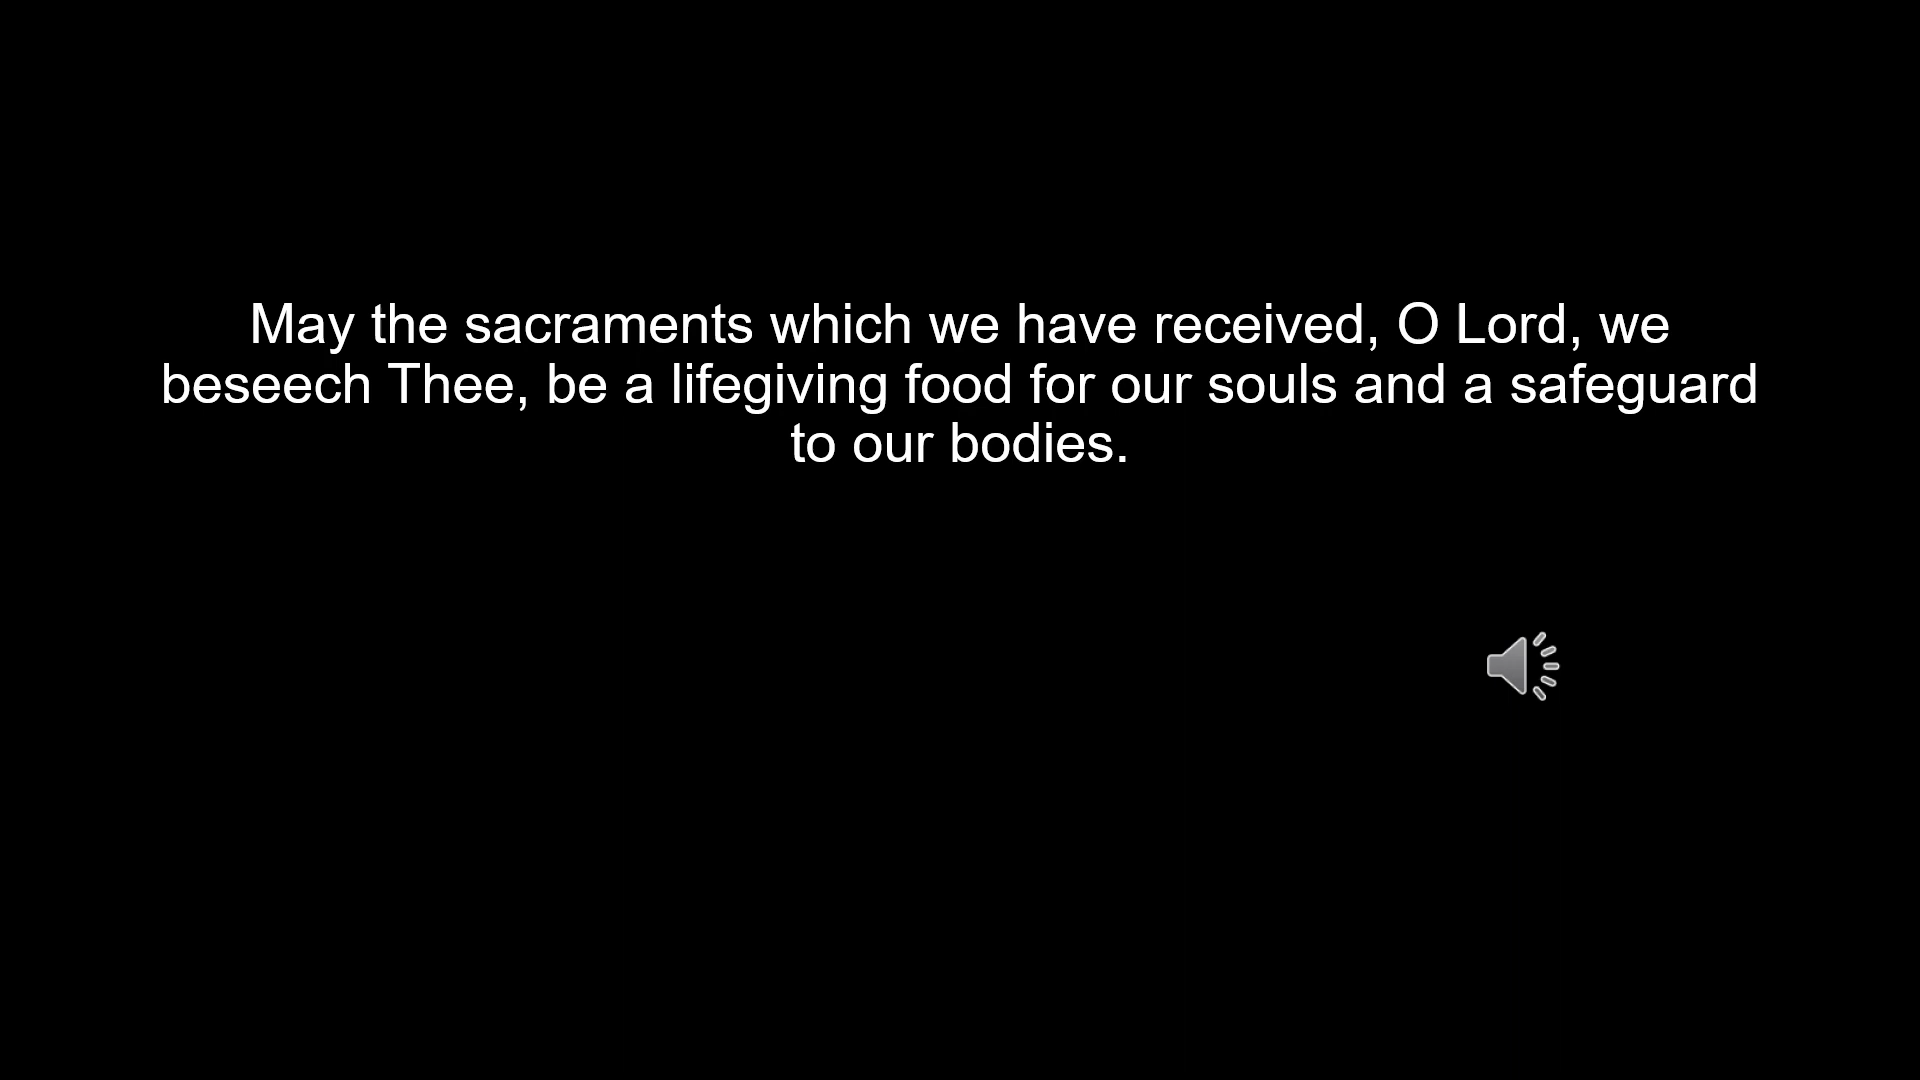 May the sacraments which we have received, O Lord, we
beseech Thee, be a lifegiving food for our souls and a safeguard
to our bodies.